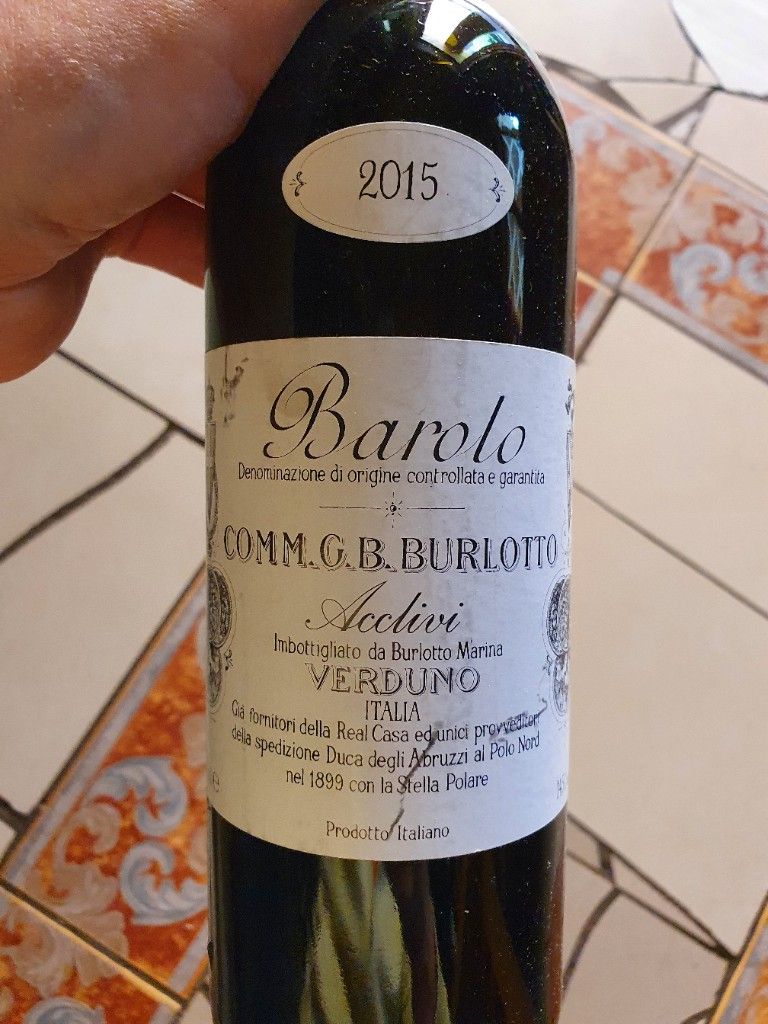 2015
Barolo
Denominazione di origine controllata e garantita
COMM. G. B. BURLOTTO
Acclivi
Imbottigliato da Burlotto Marina
VERDUNO
ITALIA
Giá fornitori della Real Casa ed unici provveditori
della spedizione Duca degli Abruzzi al Polo Nord
nel 1899 con la Stella Polare
Prodotto Italiano